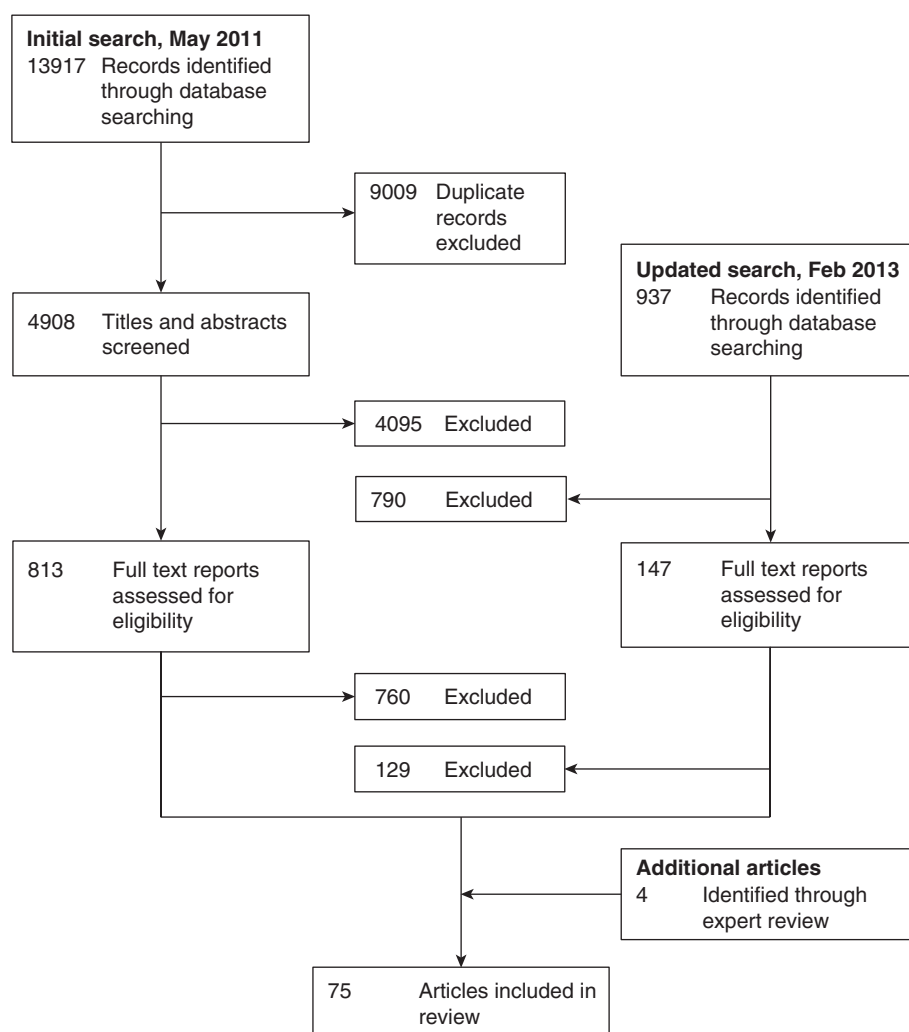 Initial search, May 2011
13917 Records identified
through database
searching
9009 Duplicate
records
excluded
Updated search, Feb 2013
937 Records identified
through database
searching
4908 Titles and abstracts
screened
4095 Excluded
790 Excluded
813 Full text reports
assessed for
eligibility
147 Full text reports
assessed for
eligibility
760 Excluded
129 Excluded
Additional articles
4 Identified through
expert review
75 Articles included in
review